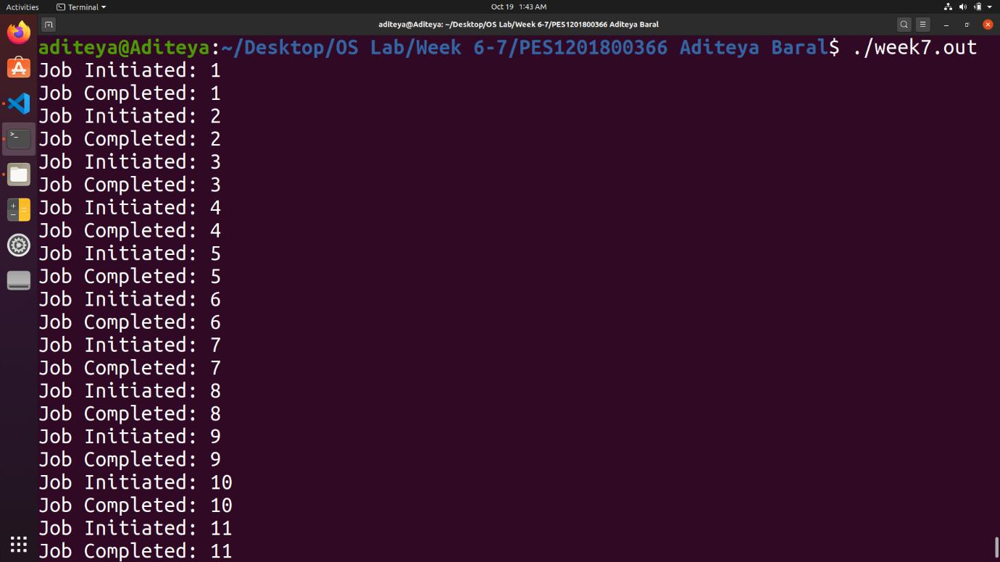 Activities
Terminal
Oct 19 1:43 AM
aditeya@Aditeya: ~/Desktop/OS Lab/Week 6-7/PES1201800366 Aditeya Baral
aditeya@Aditeya:~/Desktop/OS Lab/Week 6-7/PES1201800366 Aditeya Baral$ ./week7.out
Job Initiated: 1
Job Completed: 1
Job Initiated: 2
Job Completed: 2
Job Initiated: 3
Job Completed: 3
Job Initiated: 4
Job Completed: 4
Job Initiated: 5
Job Completed: 5
Job Initiated: 6
Job Completed: 6
Job Initiated: 7
Job Completed: 7
Job Initiated: 8
Job Completed: 8
Job Initiated: 9
Job Completed: 9
Job Initiated: 10
Job Completed: 10
Job Initiated: 11
Job Completed: 11